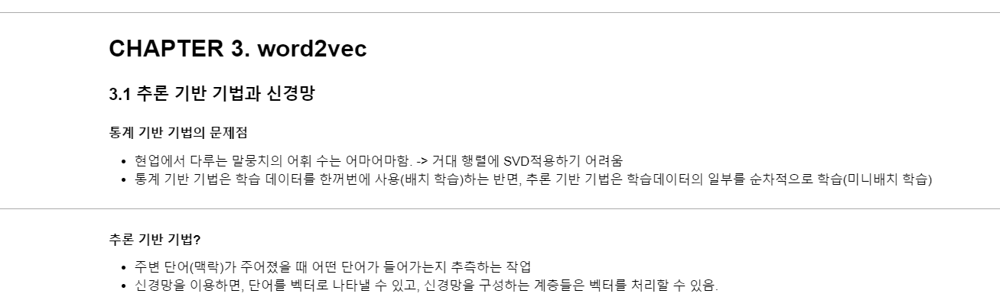 CHAPTER 3. word2vec
3.1 추론 기반 기법과 신경망
통계 기반 기법의 문제점
• 현업에서 다루는 말뭉치의 어휘 수는 어마어마함. -> 거대 행렬에 SVD적용하기 어려움
• 통계 기반 기법은 학습 데이터를 한꺼번에 사용(배치 학습)하는 반면, 추론 기반 기법은 학습데이터의 일부를 순차적으로 학습(미니배치 학습)
추론 기반 기법?
• 주변 단어(맥락)가 주어졌을 때 어떤 단어가 들어가는지 추측하는 작업
• 신경망을 이용하면, 단어를 벡터로 나타낼 수 있고, 신경망을 구성하는 계층들은 벡터를 처리할 수 있음.